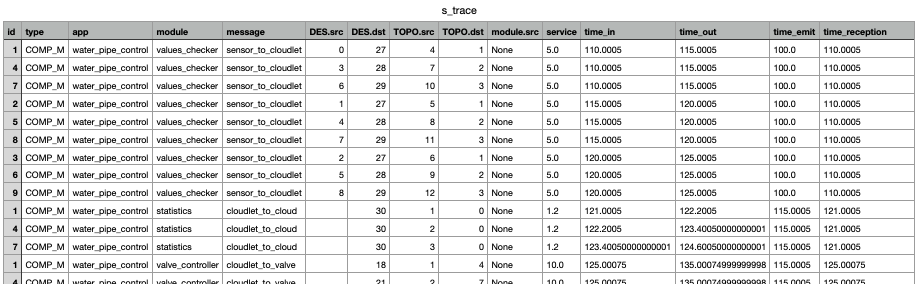 s_trace
id type app module message DES.src DES.dst TOPO.src TOPO.dst module.src service time_in time_out time_emit time_reception
1 COMP_M water_pipe_control values_checker sensor_to_cloudlet 0 27 4 1 None 5.0 110.0005 115.0005 100.0 110.0005
4 COMP_M water_pipe_control values_checker sensor_to_cloudlet 3 28 7 2 None 5.0 110.0005 115.0005 100.0 110.0005
7 COMP_M water_pipe_control values_checker sensor_to_cloudlet 6 29 10 3 None 5.0 110.0005 115.0005 100.0 110.0005
2 COMP_M water_pipe_control values_checker sensor_to_cloudlet 1 27 5 1 None 5.0 115.0005 120.0005 100.0 110.0005
5 COMP_M water_pipe_control values_checker sensor_to_cloudlet 4 28 8 2 None 5.0 115.0005 120.0005 100.0 110.0005
8 COMP_M water_pipe_control values_checker sensor_to_cloudlet 7 29 11 3 None 5.0 115.0005 120.0005 100.0 110.0005
3 COMP_M water_pipe_control values_checker sensor_to_cloudlet 2 27 6 1 None 5.0 120.0005 125.0005 100.0 110.0005
6 COMP_M water_pipe_control values_checker sensor_to_cloudlet 5 28 9 2 None 5.0 120.0005 125.0005 100.0 110.0005
9 COMP_M water_pipe_control values_checker sensor_to_cloudlet 8 29 12 3 None 5.0 120.0005 125.0005 100.0 110.0005
1 COMP_M water_pipe_control statistics cloudlet_to_cloud 30 1 0 None 1.2 121.0005 122.2005 115.0005 121.0005
4 COMP_M water_pipe_control statistics cloudlet_to_cloud 30 2 0 None 1.2 122.2005 123.40050000000001 115.0005 121.0005
7 COMP_M water_pipe_control statistics cloudlet_to_cloud 30 3 0 None 1.2 123.40050000000001 124.60050000000001 115.0005 121.0005
1 COMP_M water_pipe_control valve_controller cloudlet_to_valve 18 1 4 None 10.0 125.00075 135.00074999999998 115.0005 125.00075
4 COMP_M water_pipe_control valve_controller cloudlet_to_valve 21 2 7 None 10.0 125.00075 135.00074999999998 115.0005 125.00075